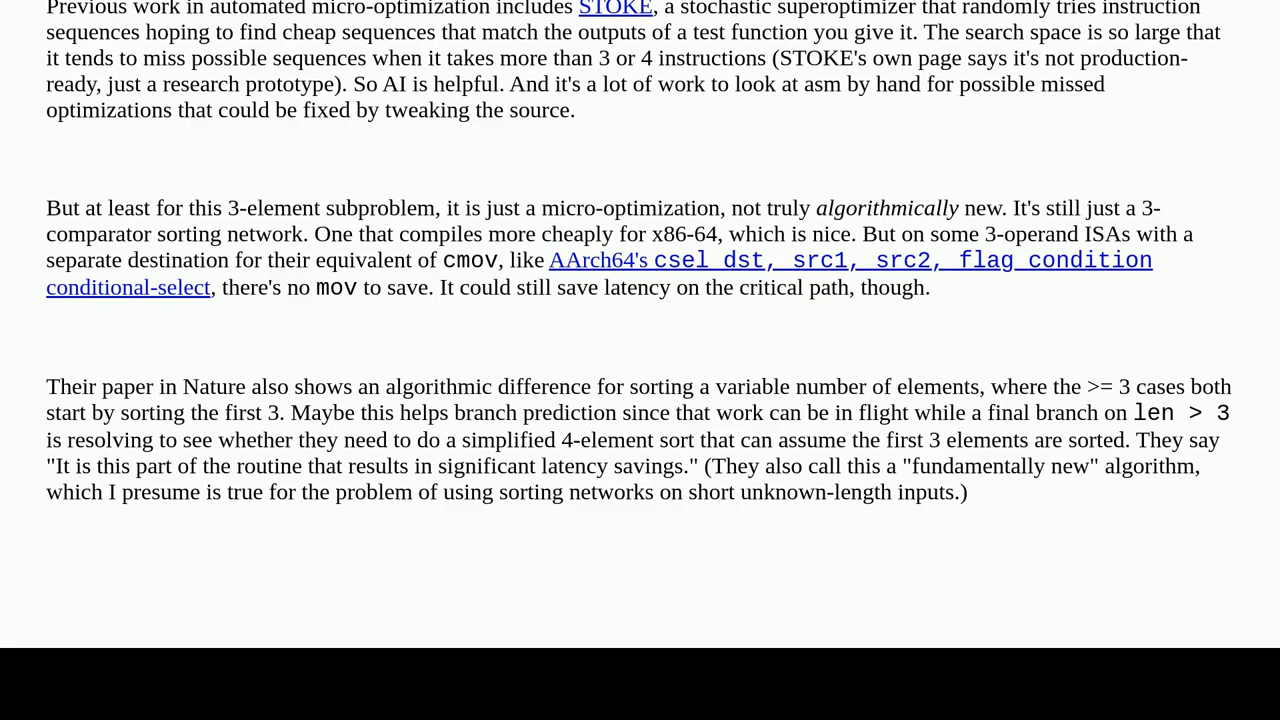 Previous work in automated micro-optimization includes STOKE, a stochastic superoptimizer that randomly tries instruction
sequences hoping to find cheap sequences that match the outputs of a test function you give it. The search space is so large that
it tends to miss possible sequences when it takes more than 3 or 4 instructions (STOKE's own page says it's not production-
ready, just a research prototype). So AI is helpful. And it's a lot of work to look at asm by hand for possible missed
optimizations that could be fixed by tweaking the source.
But at least for this 3-element subproblem, it is just a micro-optimization, not truly algorithmically new. It's still just a 3-
comparator sorting network. One that compiles more cheaply for x86-64, which is nice. But on some 3-operand ISAs with a
separate destination for their equivalent of cmov, like AArch64's csel dst, src1, src2, flag_condition
conditional-select, there's no mov to save. It could still save latency on the critical path, though.
Their paper in Nature also shows an algorithmic difference for sorting a variable number of elements, where the >= 3 cases both
start by sorting the first 3. Maybe this helps branch prediction since that work can be in flight while a final branch on len > 3
is resolving to see whether they need to do a simplified 4-element sort that can assume the first 3 elements are sorted. They say
"It is this part of the routine that results in significant latency savings." (They also call this a "fundamentally new" algorithm,
which I presume is true for the problem of using sorting networks on short unknown-length inputs.)